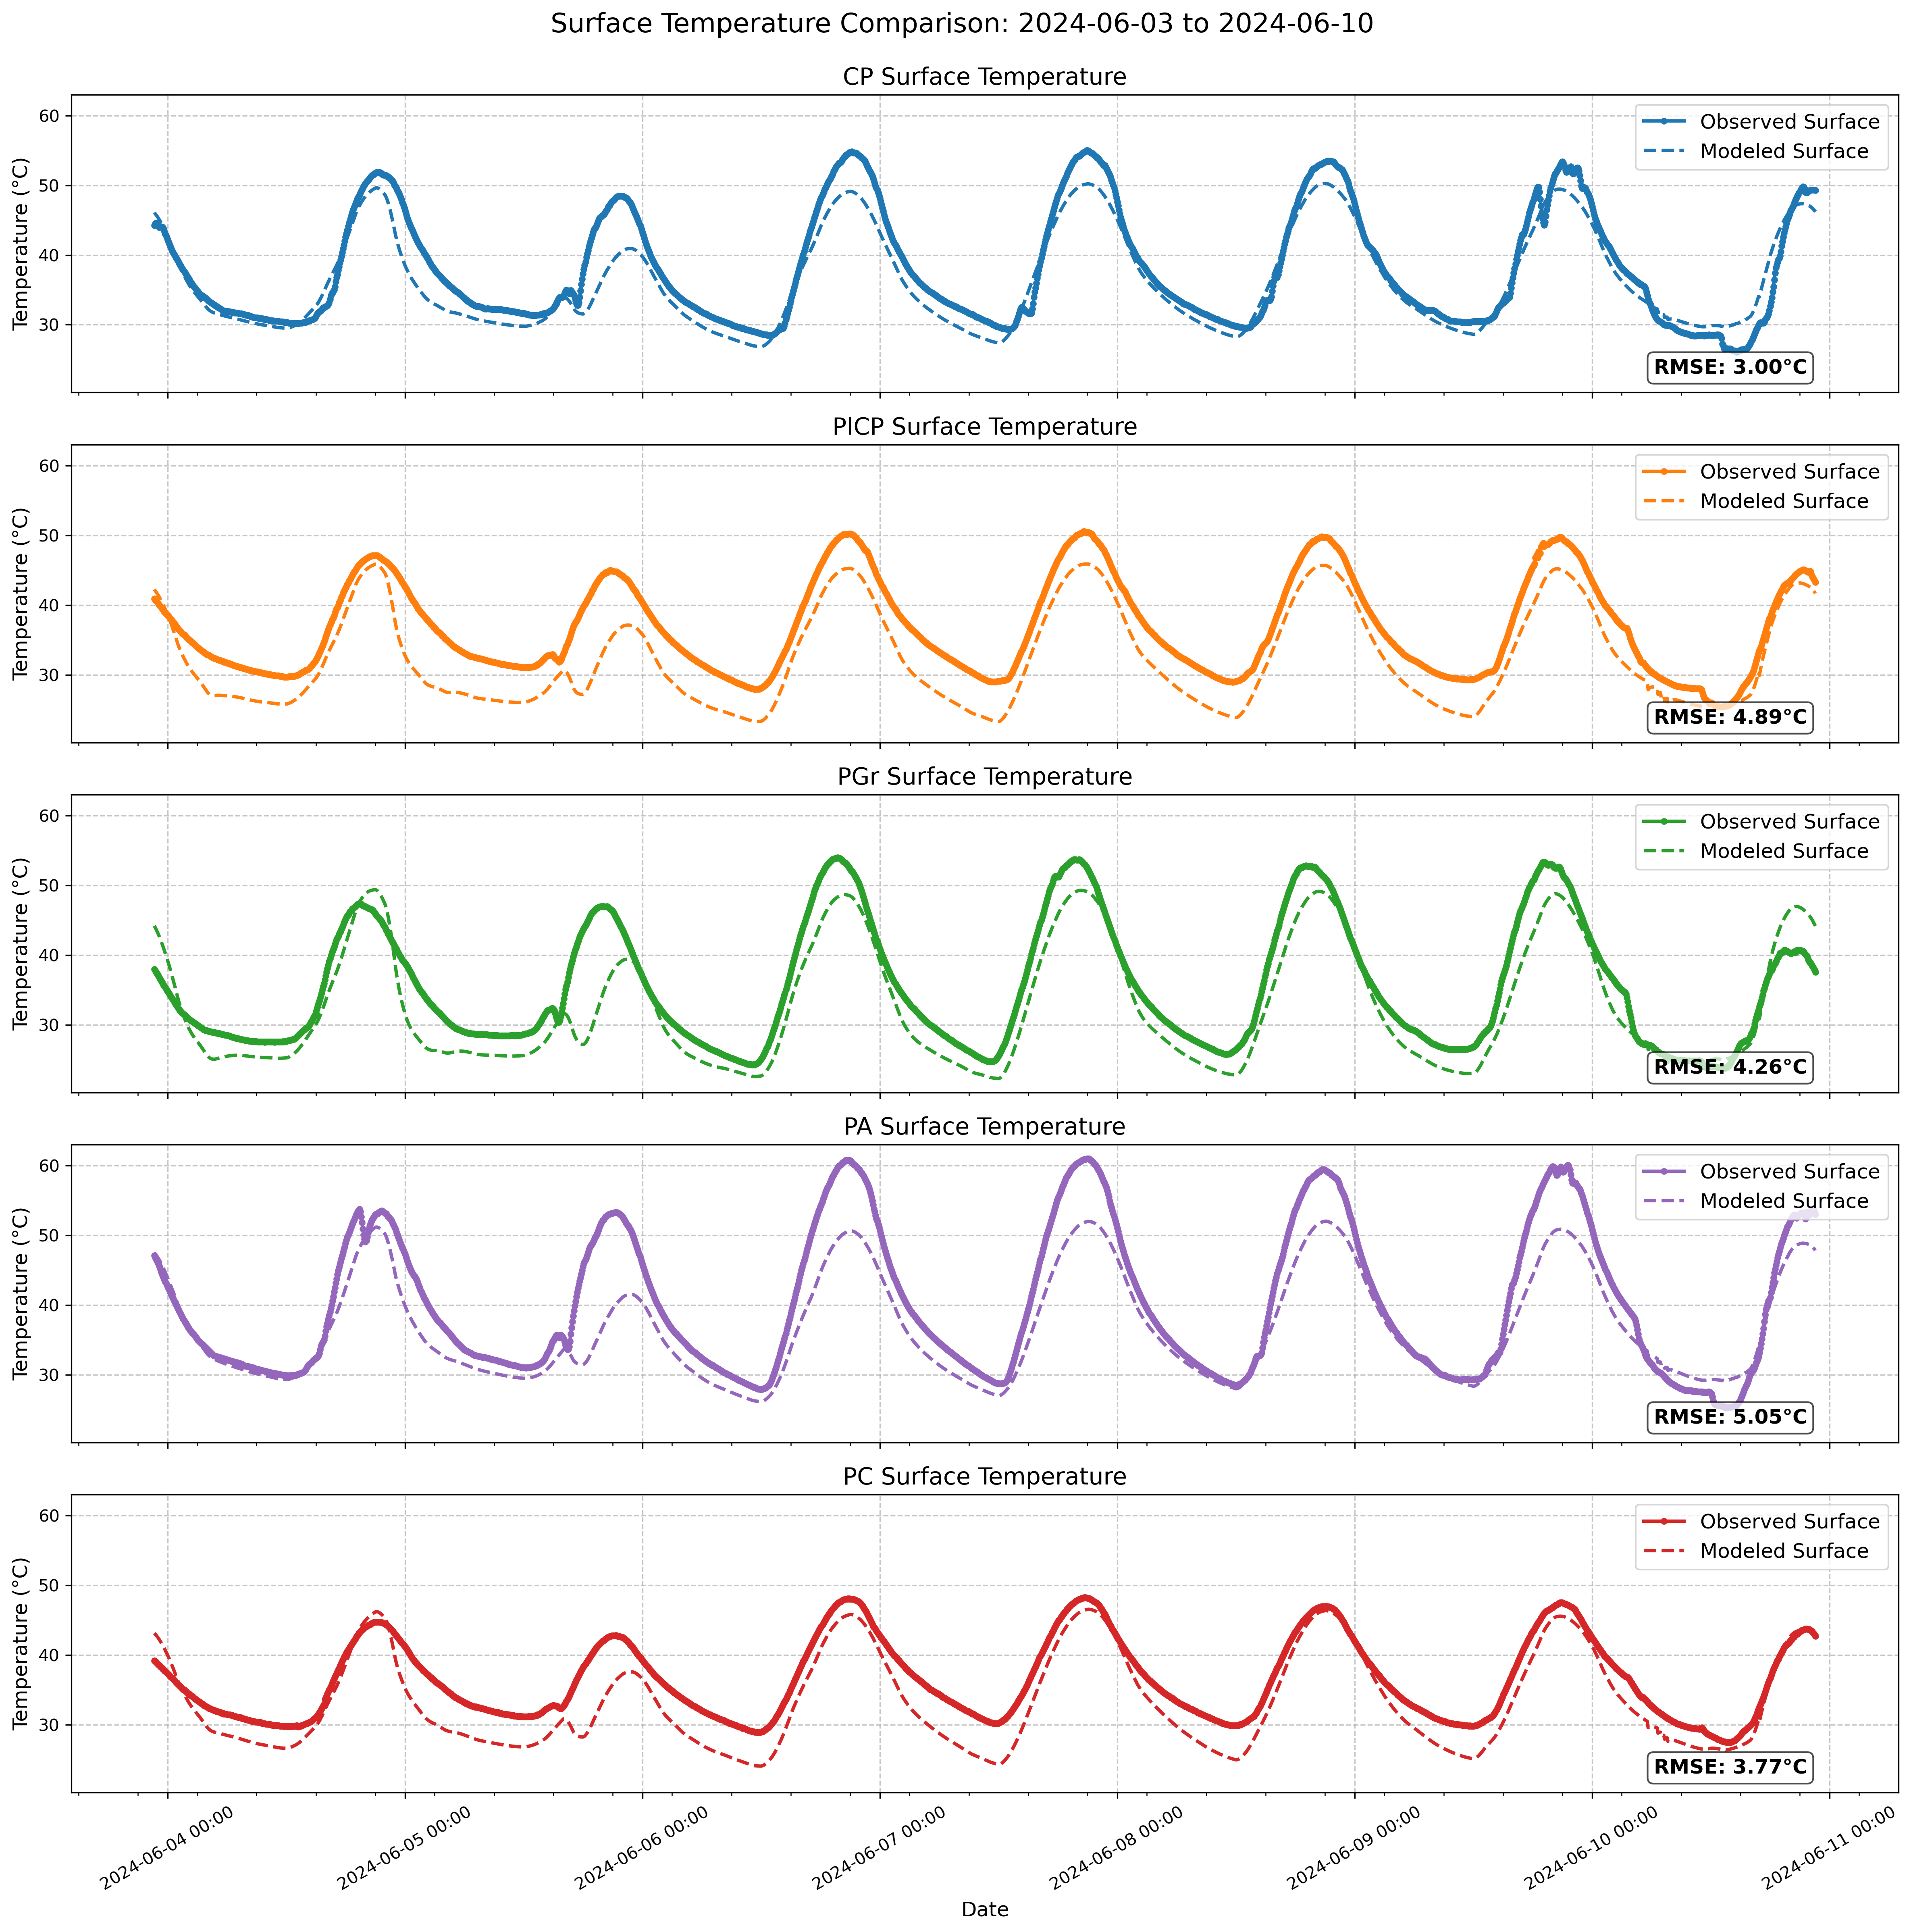 Surface Temperature Comparison: 2024-06-03 to 2024-06-10
CP Surface Temperature
Temperature (°C)
60
50
40
30
Observed Surface
Modeled Surface
RMSE: 3.00°C
PICP Surface Temperature
Temperature (°C)
60
50
40
30
Observed Surface
Modeled Surface
RMSE: 4.89°C
PGr Surface Temperature
Temperature (°C)
60
50
40
30
Observed Surface
Modeled Surface
RMSE: 4.26°C
PA Surface Temperature
Temperature (°C)
60
50
40
30
Observed Surface
Modeled Surface
RMSE: 5.05°C
PC Surface Temperature
Temperature (°C)
60
50
40
30
Observed Surface
Modeled Surface
RMSE: 3.77°C
2024-06-04 00:00
2024-06-05 00:00
2024-06-06 00:00
2024-06-07 00:00
2024-06-08 00:00
2024-06-09 00:00
2024-06-10 00:00
2024-06-11 00:00
Date